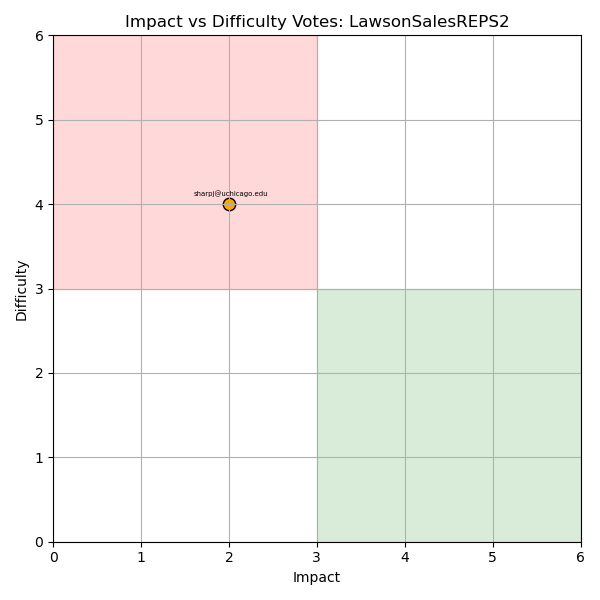 Impact vs Difficulty Votes: LawsonSalesREPS2
6
5
sharpj@uchicago.edu
4
3
Difficulty
2
1
0
0 1 2 3 4 5 6
Impact